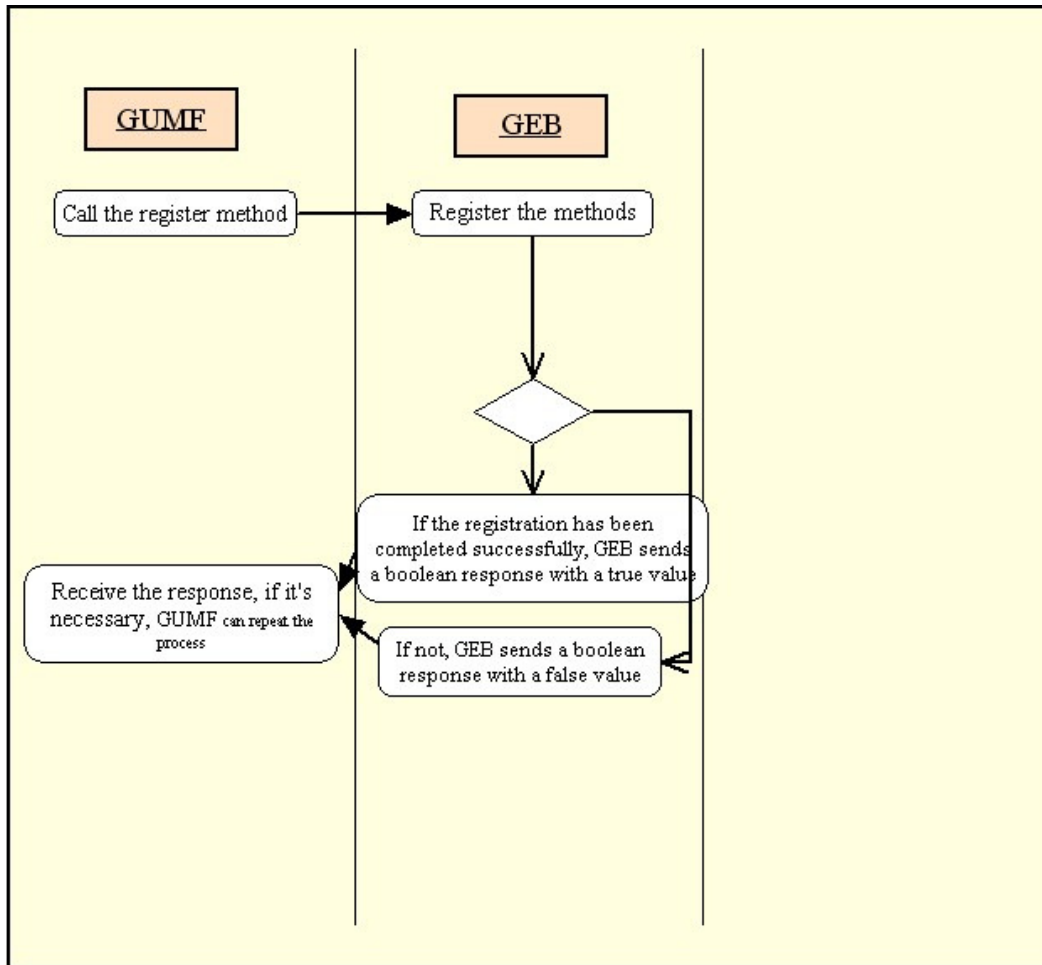 GUMF
GEB
Call the register method
Register the methods
If the registration has been
completed successfully, GEB sends
a boolean response with a true value
Receive the response, if it's
necessary, GUMF can repeat the
process
If not, GEB sends a boolean
response with a false value